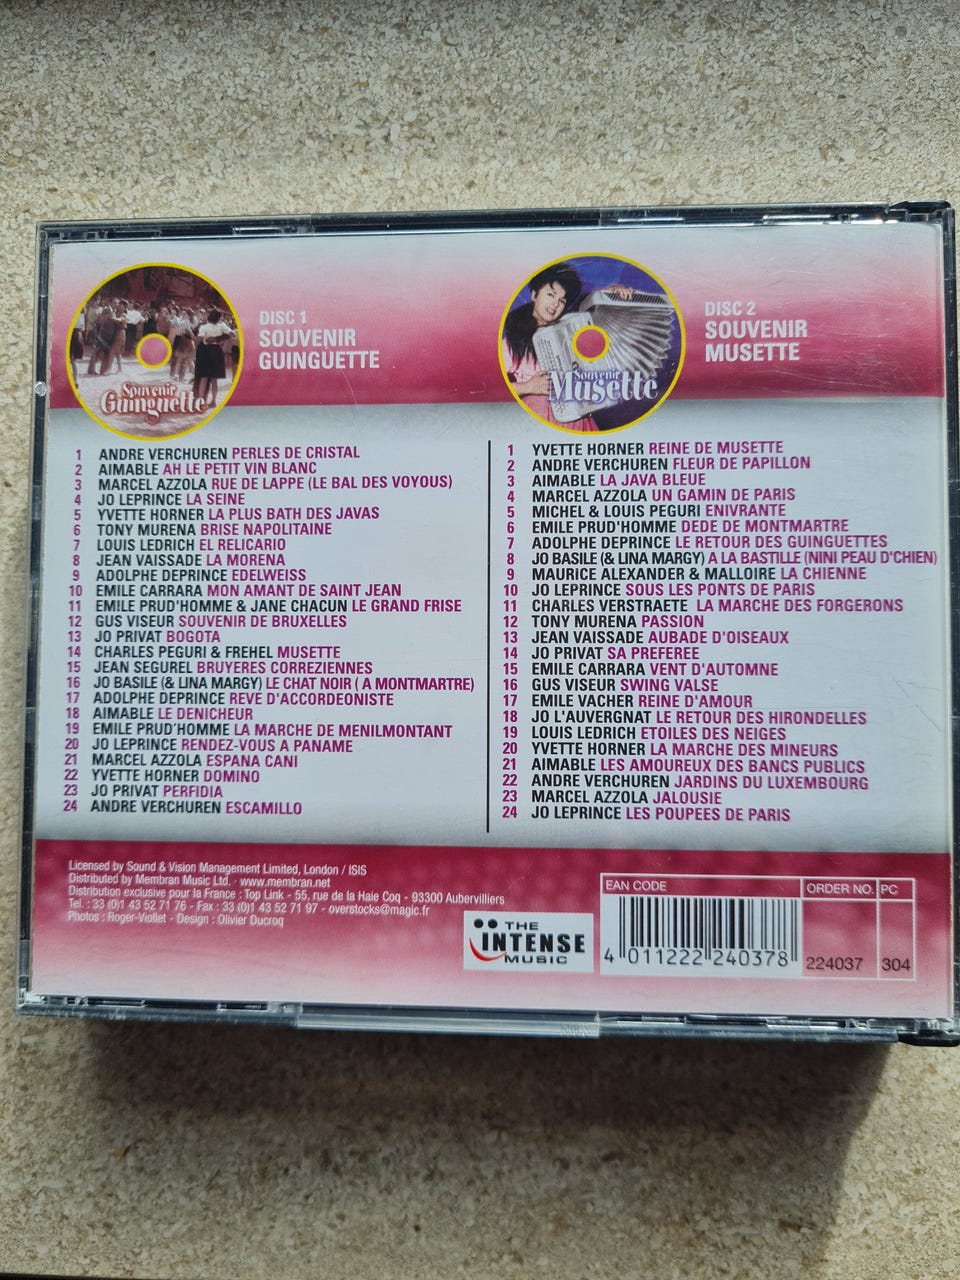 DISC 1
SOUVENIR
GUINGUETTE
Souvenir
Guinguette
1 ANDRE VERCHUREN PERLES DE CRISTAL
2 AIMABLE AH LE PETIT VIN BLANC
3 MARCEL AZZOLA RUE DE LAPPE (LE BAL DES VOYOUS)
4 JO LEPRINCE LA SEINE
5 YVETTE HORNER LA PLUS BATH DES JAVAS
6 TONY MURENA BRISE NAPOLITAINE
7 LOUIS LEDRICH EL RELICARIO
8 JEAN VAISSADE LA MORENA
9 ADOLPHE DEPRINCE EDELWEISS
10 EMILE CARRARA MON AMANT DE SAINT JEAN
11 EMILE PRUD'HOMME & JANE CHACUN LE GRAND FRISE
12 GUS VISEUR SOUVENIR DE BRUXELLES
13 JO PRIVAT BOGOTA
14 CHARLES PEGURI & FREHEL MUSETTE
15 JEAN SEGUREL BRUYERES CORREZIENNES
16 JO BASILE (& LINA MARGY) LE CHAT NOIR ( A MONTMARTRE)
17 ADOLPHE DEPRINCE REVE D'ACCORDEONISTE
18 AIMABLE LE DENICHEUR
19 EMILE PRUD'HOMME LA MARCHE DE MENILMONTANT
20 JO LEPRINCE RENDEZ-VOUS A PANAME
21 MARCEL AZZOLA ESPANA CANI
22 YVETTE HORNER DOMINO
23 JO PRIVAT PERFIDIA
24 ANDRE VERCHUREN ESCAMILLO
DISC 2
SOUVENIR
MUSETTE
Souvenir
Musette
1 YVETTE HORNER REINE DE MUSETTE
2 ANDRE VERCHUREN FLEUR DE PAPILLON
3 AIMABLE LA JAVA BLEUE
4 MARCEL AZZOLA UN GAMIN DE PARIS
5 MICHEL & LOUIS PEGURI ENIVRANTE
6 EMILE PRUD'HOMME DEDE DE MONTMARTRE
7 ADOLPHE DEPRINCE LE RETOUR DES GUINGUETTES
8 JO BASILE (& LINA MARGY) A LA BASTILLE (NINI PEAU D'CHIEN)
9 MAURICE ALEXANDER & MALLOIRE LA CHIENNE
10 JO LEPRINCE SOUS LES PONTS DE PARIS
11 CHARLES VERSTRAETE LA MARCHE DES FORGERONS
12 TONY MURENA PASSION
13 JEAN VAISSADE AUBADE D'OISEAUX
14 JO PRIVAT SA PREFEREE
15 EMILE CARRARA VENT D'AUTOMNE
16 GUS VISEUR SWING VALSE
17 EMILE VACHER REINE D'AMOUR
18 JO L'AUVERGNAT LE RETOUR DES HIRONDELLES
19 LOUIS LEDRICH ETOILES DES NEIGES
20 YVETTE HORNER LA MARCHE DES MINEURS
21 AIMABLE LES AMOUREUX DES BANCS PUBLICS
22 ANDRE VERCHUREN JARDINS DU LUXEMBOURG
23 MARCEL AZZOLA JALOUSIE
24 JO LEPRINCE LES POUPEES DE PARIS
Licensed by Sound & Vision Management Limited, London / ISIS
Distributed by Membran Music Ltd. · www.membran.net
Distribution exclusive pour la France : Top Link - 55, rue de la Haie Coq - 93300 Aubervilliers
Tel. : 33 (0)1 43 52 71 76 - Fax : 33 (0)1 43 52 71 97 - overstocks@magic.fr
Photos : Roger-Viollet - Design : Olivier Ducroq
THE
INTENSE
MUSIC
EAN CODE
4 011222 240378
ORDER NO.
224037
PC
304